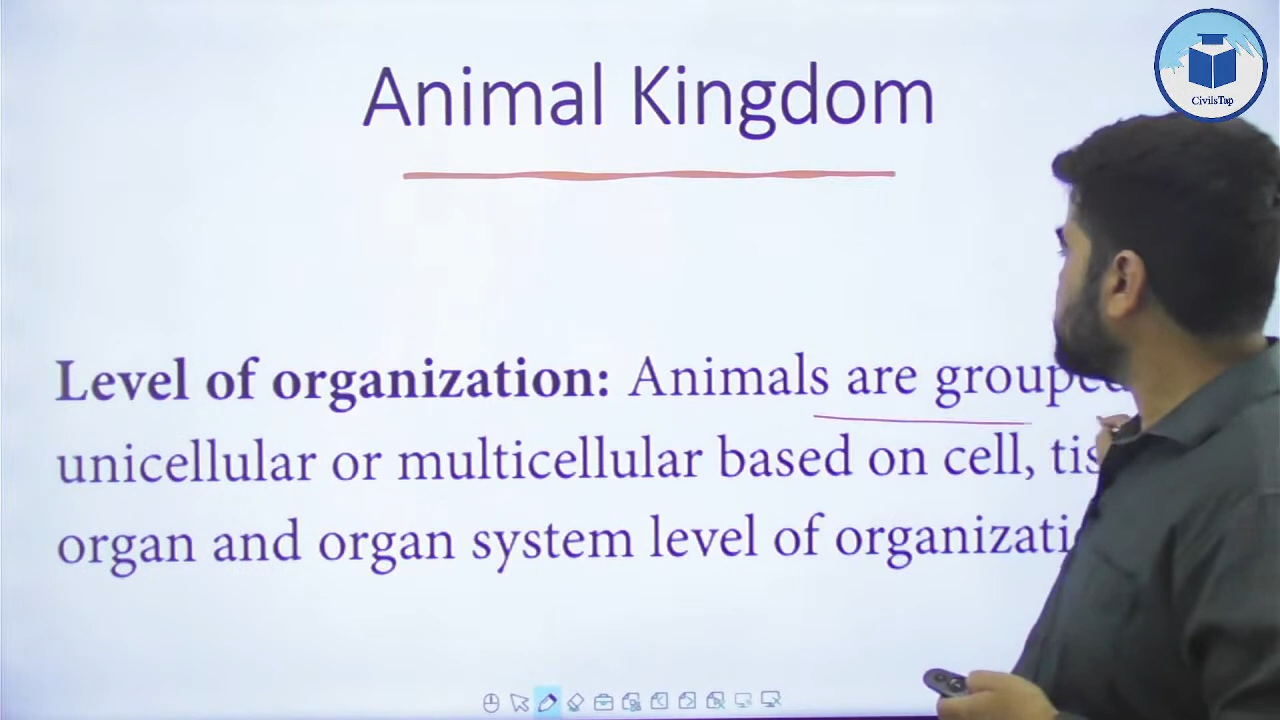 CivilsTap
Animal Kingdom
Level of organization: Animals are grouped
unicellular or multicellular based on cell,
organ and organ system level of